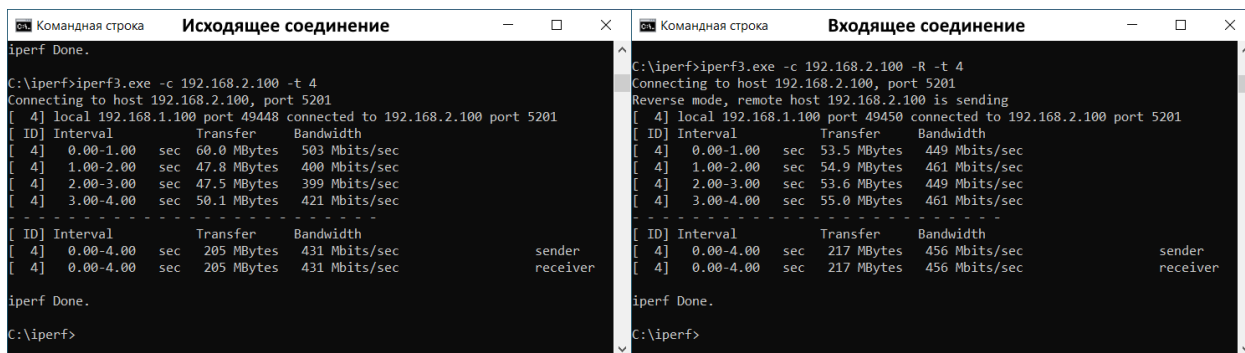 Командная строка Исходящее соединение
iperf Done.
C:\iperf>iperf3.exe -c 192.168.2.100 -t 4
Connecting to host 192.168.2.100, port 5201
[  4] local 192.168.1.100 port 49448 connected to 192.168.2.100 port 5201
[ ID] Interval           Transfer     Bandwidth
[  4]   0.00-1.00   sec  60.0 MBytes   503 Mbits/sec
[  4]   1.00-2.00   sec  47.8 MBytes   400 Mbits/sec
[  4]   2.00-3.00   sec  47.5 MBytes   399 Mbits/sec
[  4]   3.00-4.00   sec  50.1 MBytes   421 Mbits/sec
- - - - - - - - - - - - - - - - - - - - - - - - -
[ ID] Interval           Transfer     Bandwidth
[  4]   0.00-4.00   sec   205 MBytes   431 Mbits/sec                  sender
[  4]   0.00-4.00   sec   205 MBytes   431 Mbits/sec                  receiver
iperf Done.
C:\iperf>
Командная строка Входящее соединение
C:\iperf>iperf3.exe -c 192.168.2.100 -R -t 4
Connecting to host 192.168.2.100, port 5201
Reverse mode, remote host 192.168.2.100 is sending
[  4] local 192.168.1.100 port 49450 connected to 192.168.2.100 port 5201
[ ID] Interval           Transfer     Bandwidth
[  4]   0.00-1.00   sec  53.5 MBytes   449 Mbits/sec
[  4]   1.00-2.00   sec  54.9 MBytes   461 Mbits/sec
[  4]   2.00-3.00   sec  53.6 MBytes   449 Mbits/sec
[  4]   3.00-4.00   sec  55.0 MBytes   461 Mbits/sec
- - - - - - - - - - - - - - - - - - - - - - - - -
[ ID] Interval           Transfer     Bandwidth
[  4]   0.00-4.00   sec   217 MBytes   456 Mbits/sec                  sender
[  4]   0.00-4.00   sec   217 MBytes   456 Mbits/sec                  receiver
iperf Done.
C:\iperf>